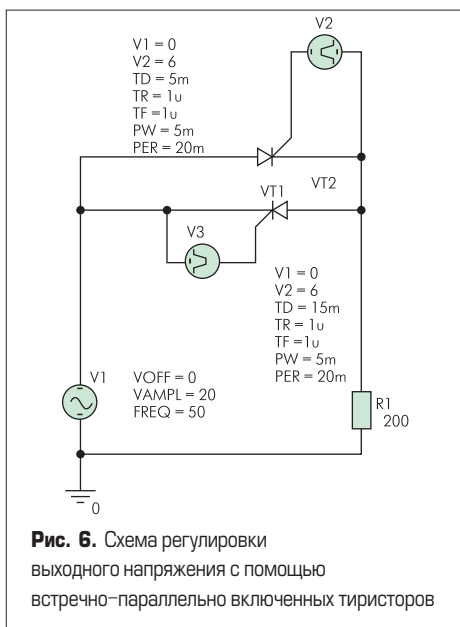 V2
V1 = 0
V2 = 6
TD = 5m
TR = 1u
TF = 1u
PW = 5m
PER = 20m
VT1
VT2
V3
V1 = 0
V2 = 6
TD = 15m
TR = 1u
TF =1u
PW = 5m
PER = 20m
V1
VOFF = 0
VAMPL = 20
FREQ = 50
R1
200
0
Рис. 6. Схема регулировки
выходного напряжения с помощью
встречно-параллельно включенных тиристоров